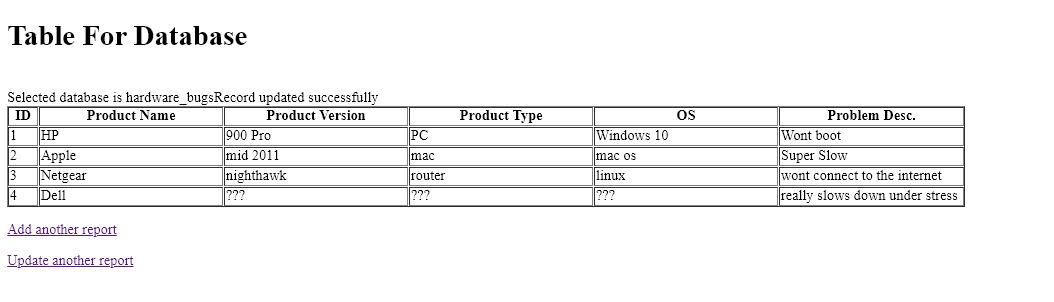 Table For Database
Selected database is hardware_bugsRecord updated successfully
ID Product Name Product Version Product Type OS Problem Desc.
1 HP 900 Pro PC Windows 10 Wont boot
2 Apple mid 2011 mac mac os Super Slow
3 Netgear nighthawk router linux wont connect to the internet
4 Dell ??? ??? ??? really slows down under stress
Add another report
Update another report